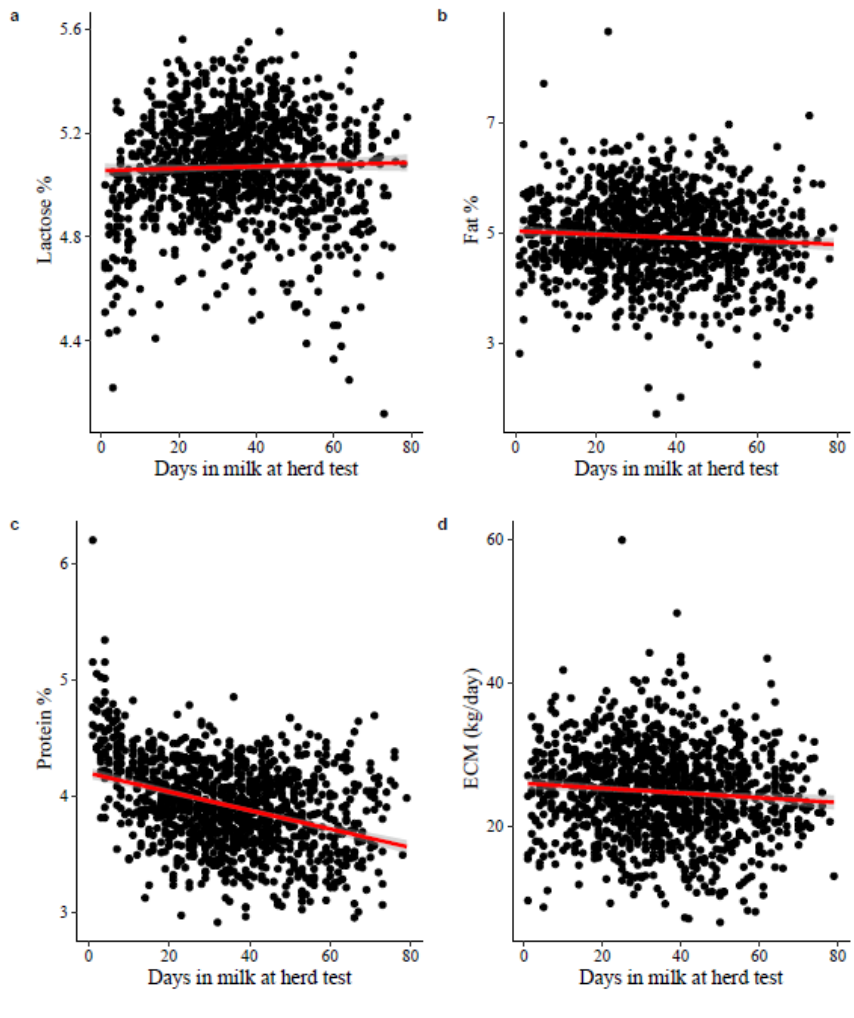 a
5.6
5.2
4.8
4.4
Lactose %
0 20 40 60 80
Days in milk at herd test
b
7
5
3
Fat %
0 20 40 60 80
Days in milk at herd test
c
6
5
4
3
Protein %
0 20 40 60 80
Days in milk at herd test
d
60
40
20
ECM (kg/day)
0 20 40 60 80
Days in milk at herd test